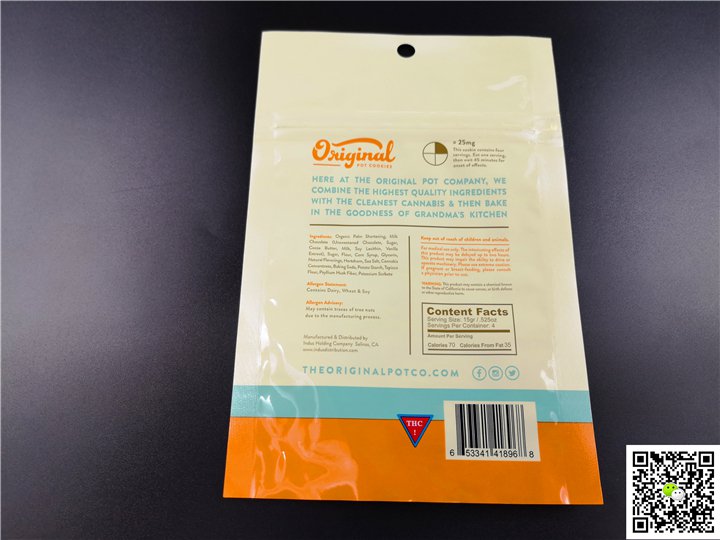 Original
POT COOKIES
= 25mg
This cookie contains four
servings. Eat one serving,
then wait 45 minutes for
onset of effects.
HERE AT THE ORIGINAL POT COMPANY, WE
COMBINE THE HIGHEST QUALITY INGREDIENTS
WITH THE CLEANEST CANNABIS & THEN BAKE
IN THE GOODNESS OF GRANDMA'S KITCHEN
Ingredients: Organic Palm Shortening, Milk
Chocolate (Unsweetened Chocolate, Sugar,
Cocoa Butter, Milk, Soy Lecithin, Vanilla
Extract), Sugar, Flour, Corn Syrup, Glycerin,
Natural Flavorings, Hartshorn, Sea Salt, Cannabis
Concentrates, Baking Soda, Potato Starch, Tapioca
Flour, Psyllium Husk Fiber, Potassium Sorbate
Allergen Statement:
Contains Dairy, Wheat & Soy
Allergen Advisory:
May contain traces of tree nuts
due to the manufacturing process.
Manufactured & Distributed by
Indus Holding Company Salinas, CA
www.indusdistribution.com
Keep out of reach of children and animals.
For medical use only. The intoxicating effects of
this product may be delayed up to two hours.
This product may impair the ability to drive or
operate machinery. Please use extreme caution.
If pregnant or breast-feeding, please consult
a physician prior to use.
WARNING: This product may contain a chemical known
to the State of California to cause cancer, or birth defects
or other reproductive harm.
Content Facts
Serving Size: 15gr / .525oz
Servings Per Container: 4
Amount Per Serving
Calories 70 Calories From Fat 35
THEORIGINALPOTCO.COM
THC
!
6 53341 41896 8